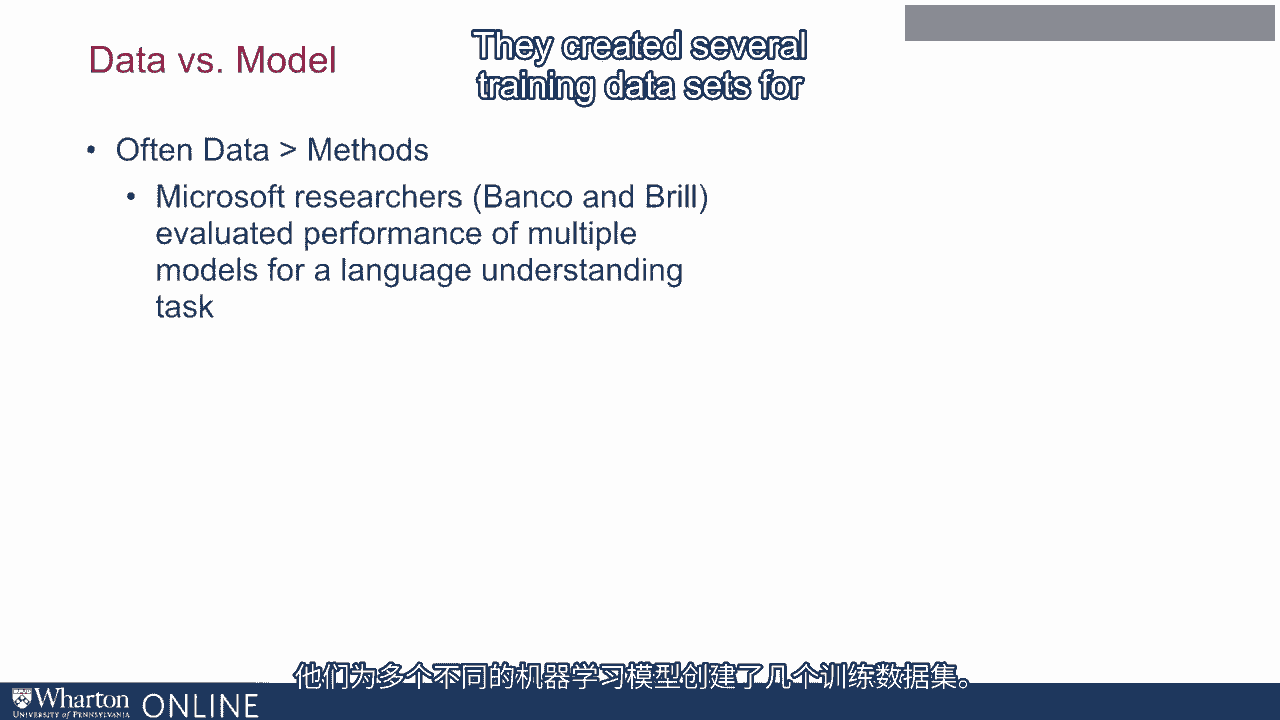 They created several
training data sets for
Data vs. Model
• Often Data > Methods
• Microsoft researchers (Banco and Brill)
evaluated performance of multiple
models for a language understanding
task
他们为多个不同的机器学习模型创建了几个训练数据集。
Wharton
UNIVERSITY of PENNSYLVANIA
ONLINE